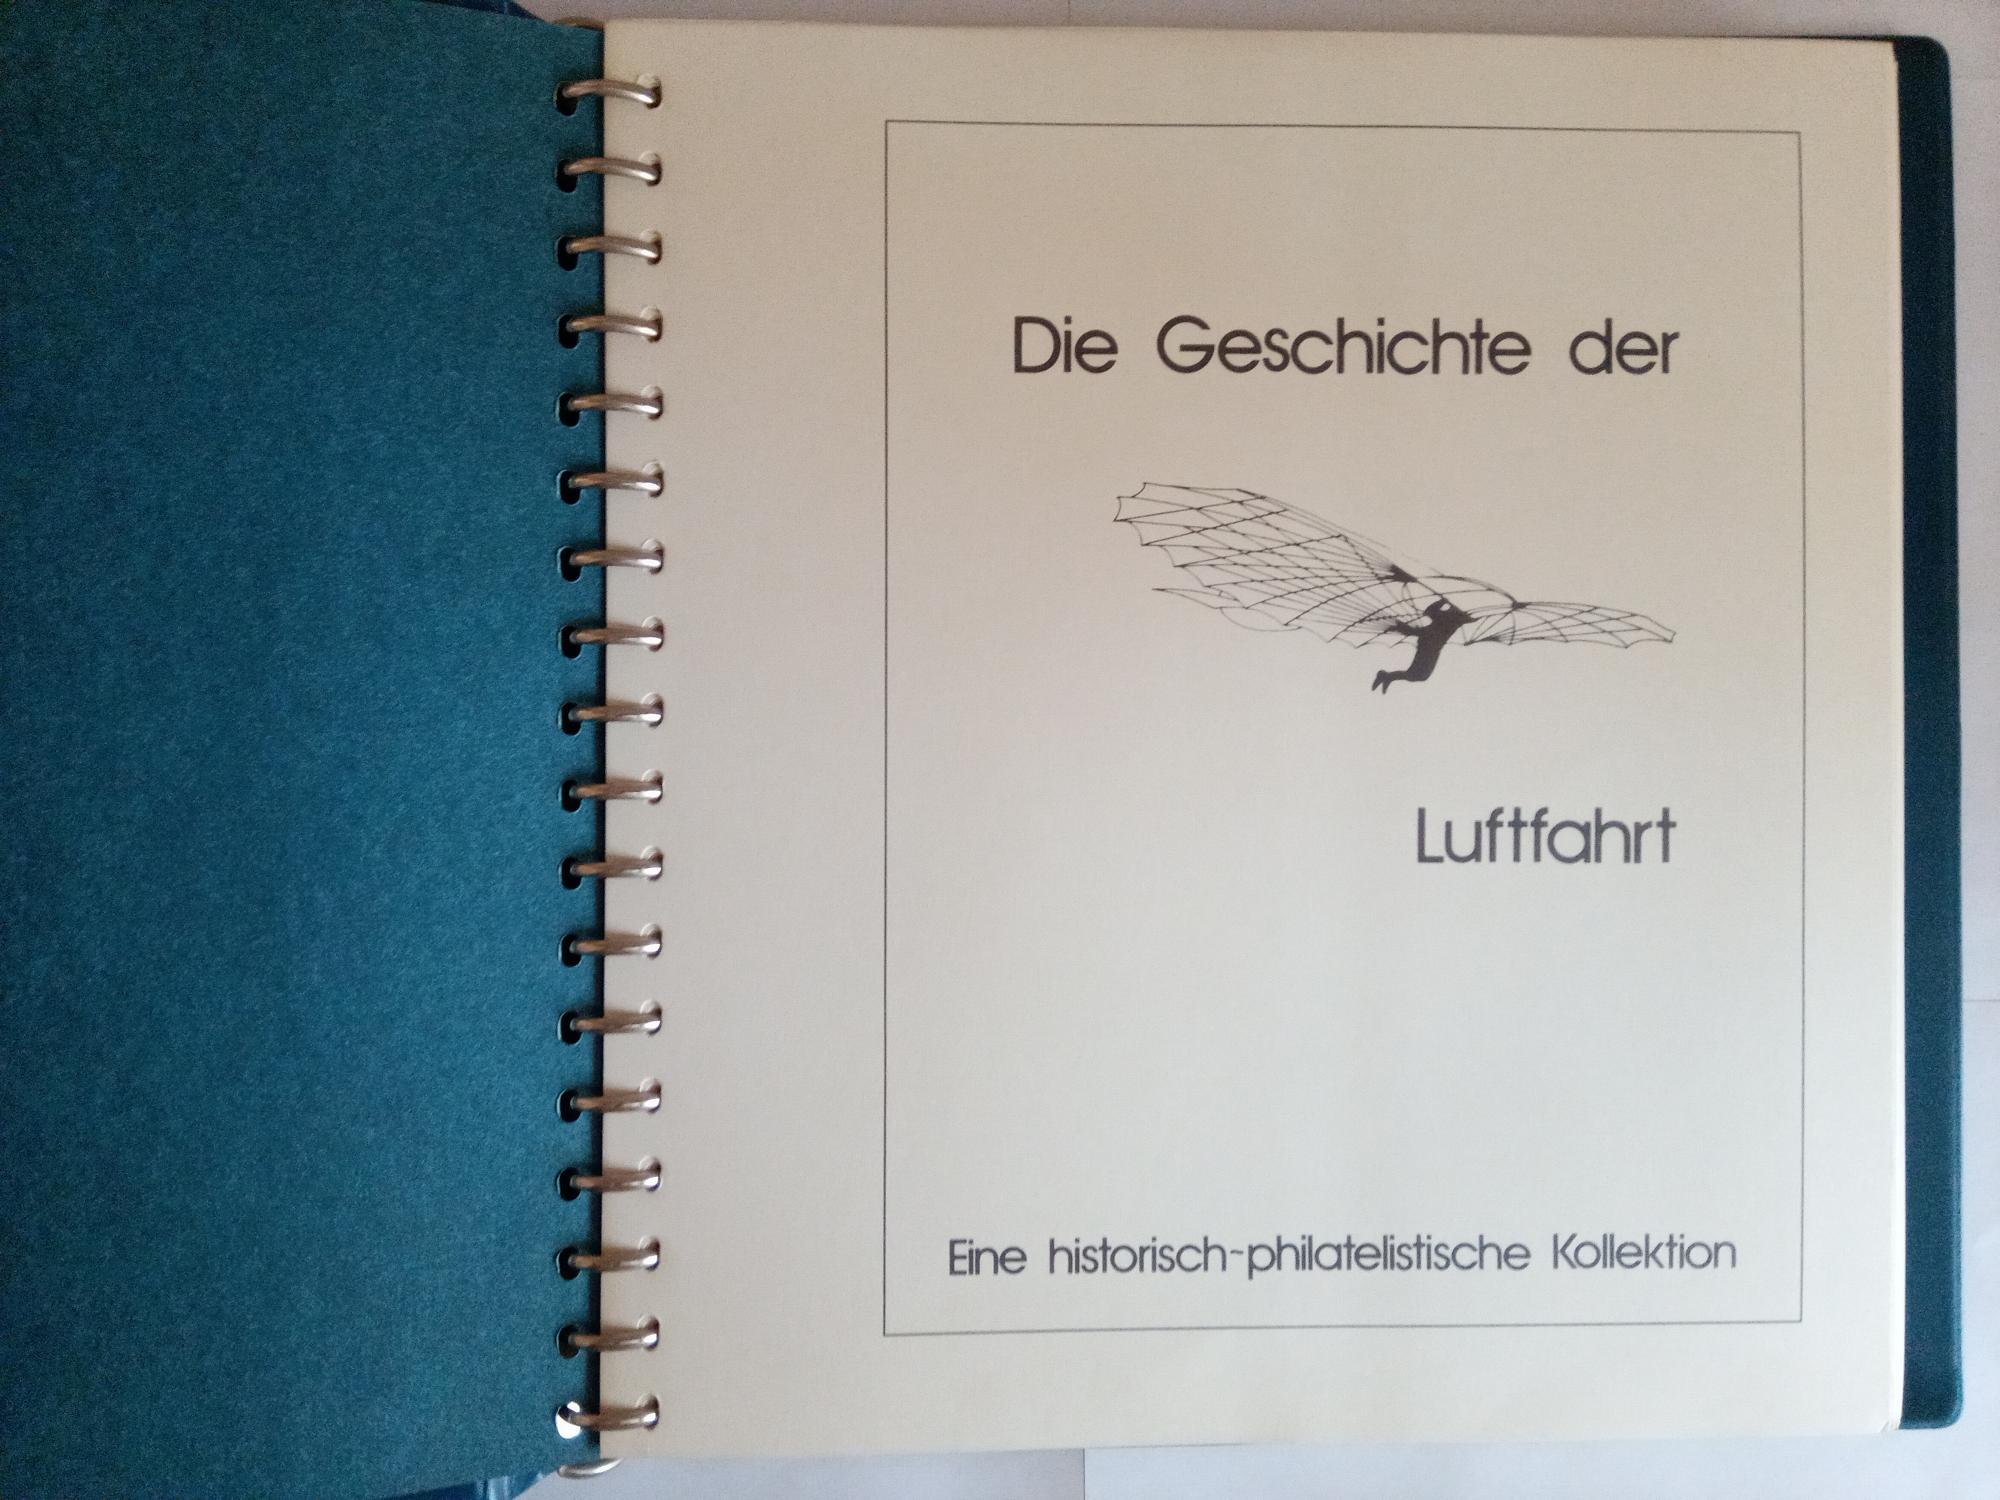 Die Geschichte der
Luftfahrt
Eine historisch-philatelistische Kollektion